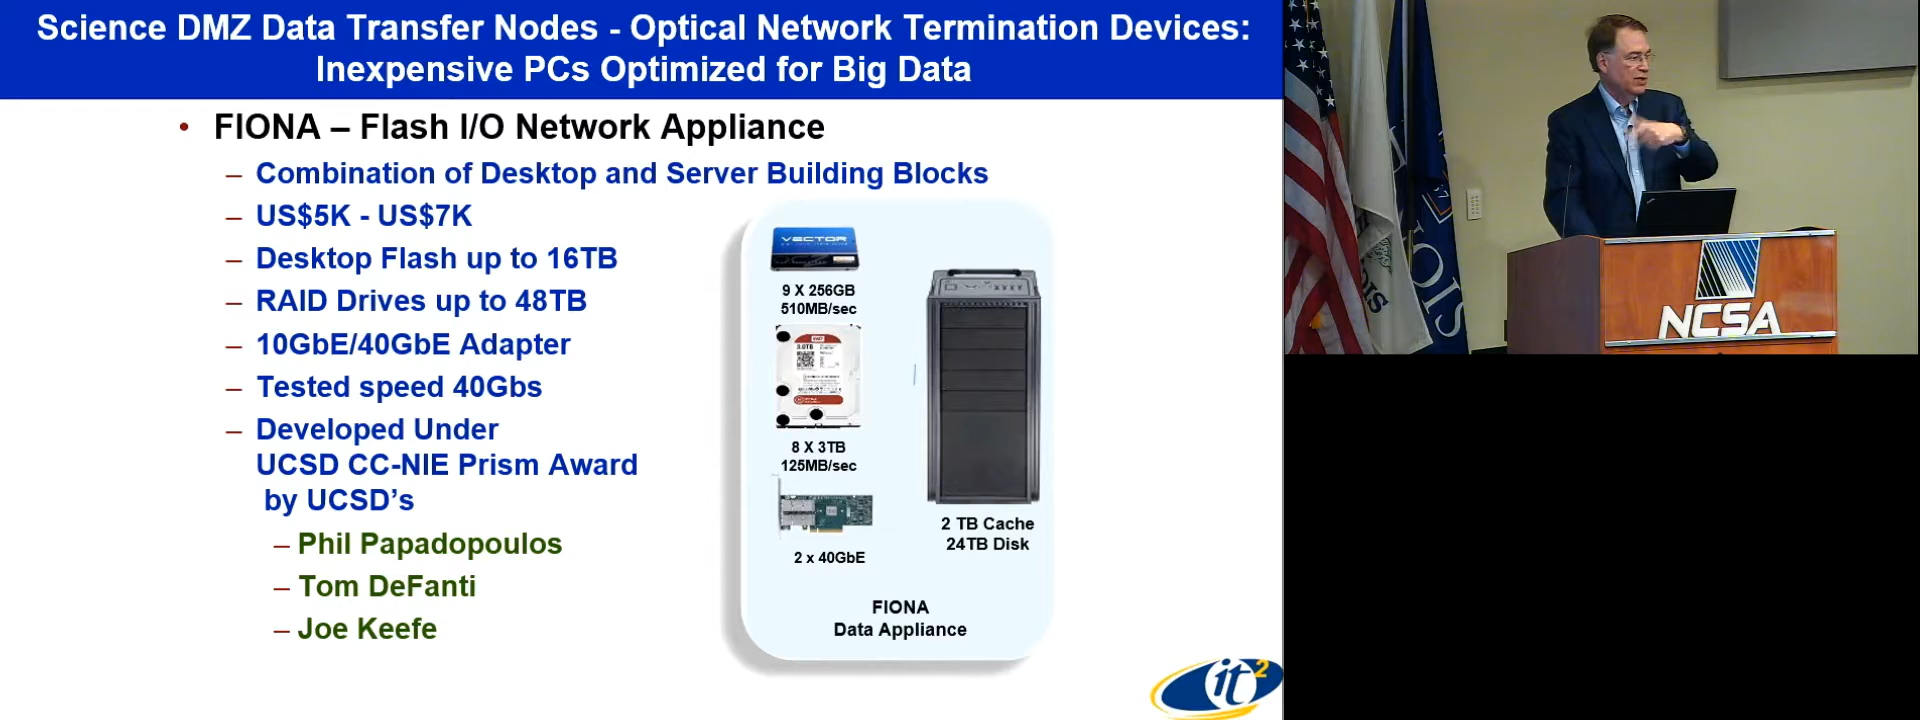 Science DMZ Data Transfer Nodes - Optical Network Termination Devices:
Inexpensive PCs Optimized for Big Data
• FIONA – Flash I/O Network Appliance
– Combination of Desktop and Server Building Blocks
– US$5K - US$7K
– Desktop Flash up to 16TB
– RAID Drives up to 48TB
– 10GbE/40GbE Adapter
– Tested speed 40Gbs
– Developed Under
UCSD CC-NIE Prism Award
by UCSD’s
– Phil Papadopoulos
– Tom DeFanti
– Joe Keefe
VECTOR
9 X 256GB
510MB/sec
3.0TB
8 X 3TB
125MB/sec
2 x 40GbE
2 TB Cache
24TB Disk
FIONA
Data Appliance
it2
NCSA